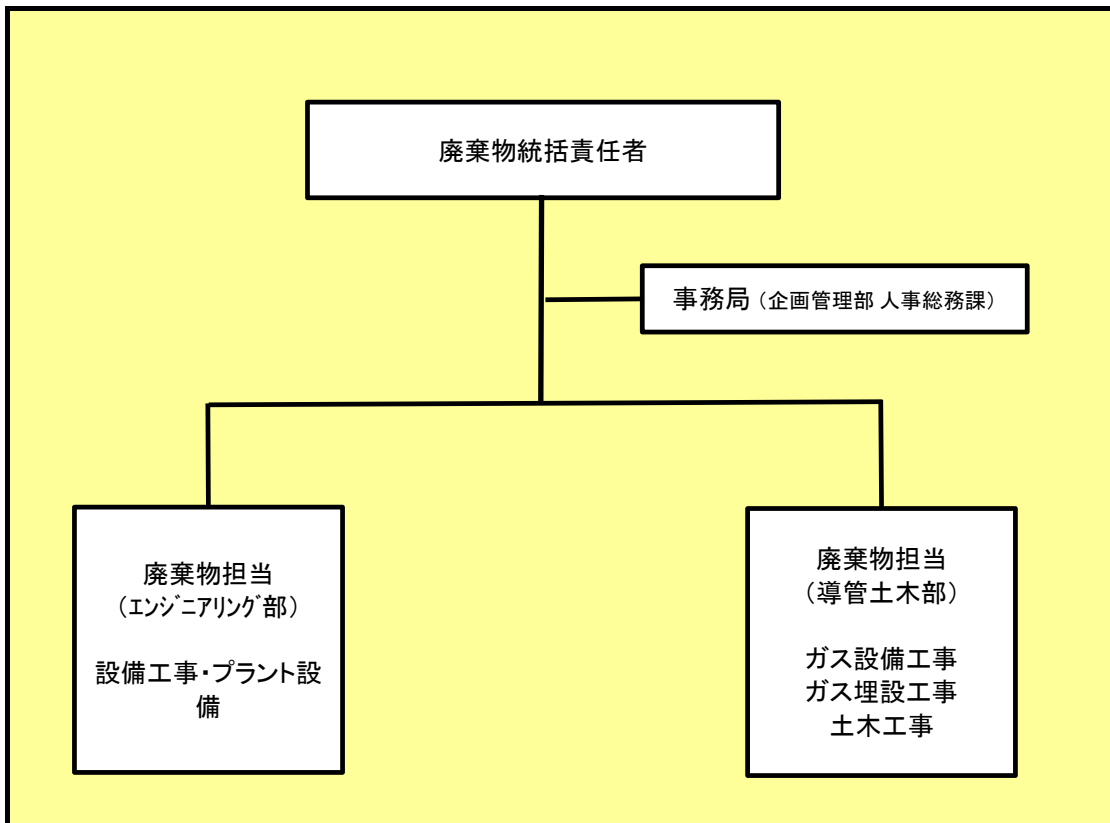 廃棄物統括責任者
事務局（企画管理部 人事総務課）
廃棄物担当
（ｴﾝｼﾞﾆｱﾘﾝｸﾞ部）
設備工事・プラント設
備
廃棄物担当
（導管土木部）
ガス設備工事
ガス埋設工事
土木工事